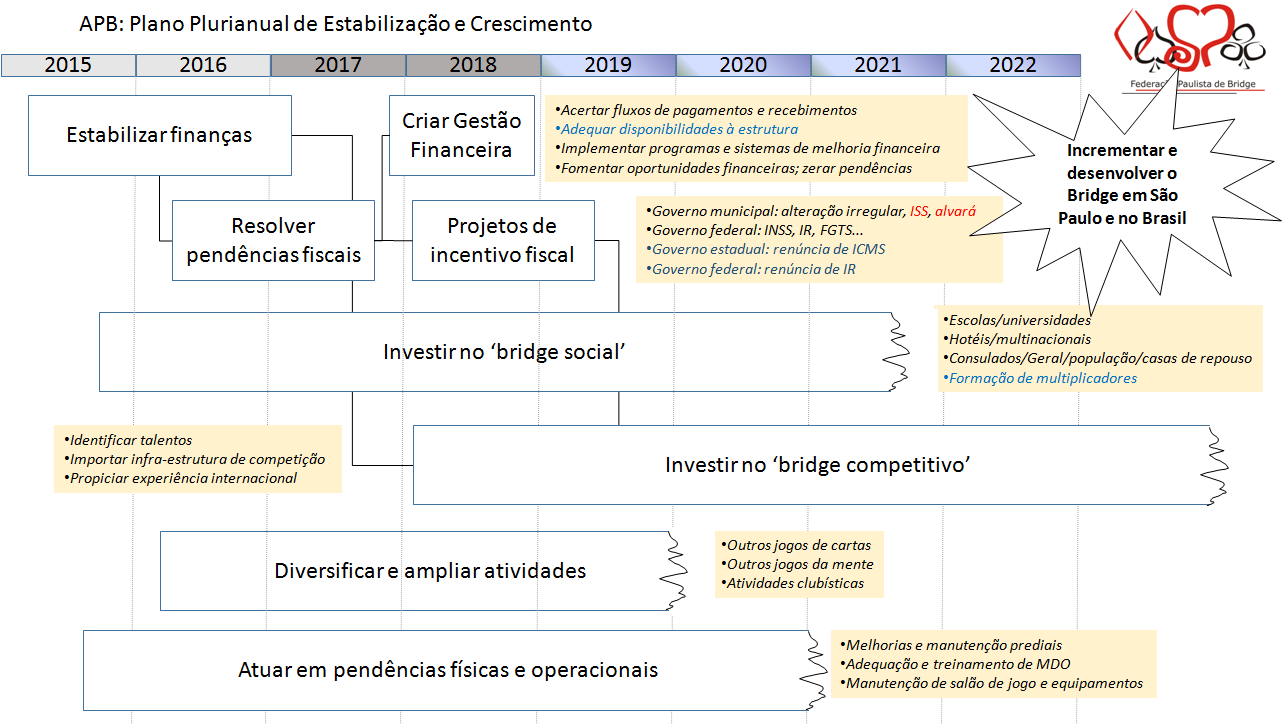 APB: Plano Plurianual de Estabilização e Crescimento
Federação Paulista de Bridge
2015 2016 2017 2018 2019 2020 2021 2022
Estabilizar finanças
Criar Gestão
Financeira
•Acertar fluxos de pagamentos e recebimentos
•Adequar disponibilidades à estrutura
•Implementar programas e sistemas de melhoria financeira
•Fomentar oportunidades financeiras; zerar pendências
Incrementar e
desenvolver o
Bridge em São
Paulo e no Brasil
Resolver
pendências fiscais
Projetos de
incentivo fiscal
•Governo municipal: alteração irregular, ISS, alvará
•Governo federal: INSS, IR, FGTS...
•Governo estadual: renúncia de ICMS
•Governo federal: renúncia de IR
Investir no ‘bridge social’
•Escolas/universidades
•Hotéis/multinacionais
•Consulados/Geral/população/casas de repouso
•Formação de multiplicadores
•Identificar talentos
•Importar infra-estrutura de competição
•Propiciar experiência internacional
Investir no ‘bridge competitivo’
Diversificar e ampliar atividades
•Outros jogos de cartas
•Outros jogos da mente
•Atividades clubísticas
Atuar em pendências físicas e operacionais
•Melhorias e manutenção prediais
•Adequação e treinamento de MDO
•Manutenção de salão de jogo e equipamentos